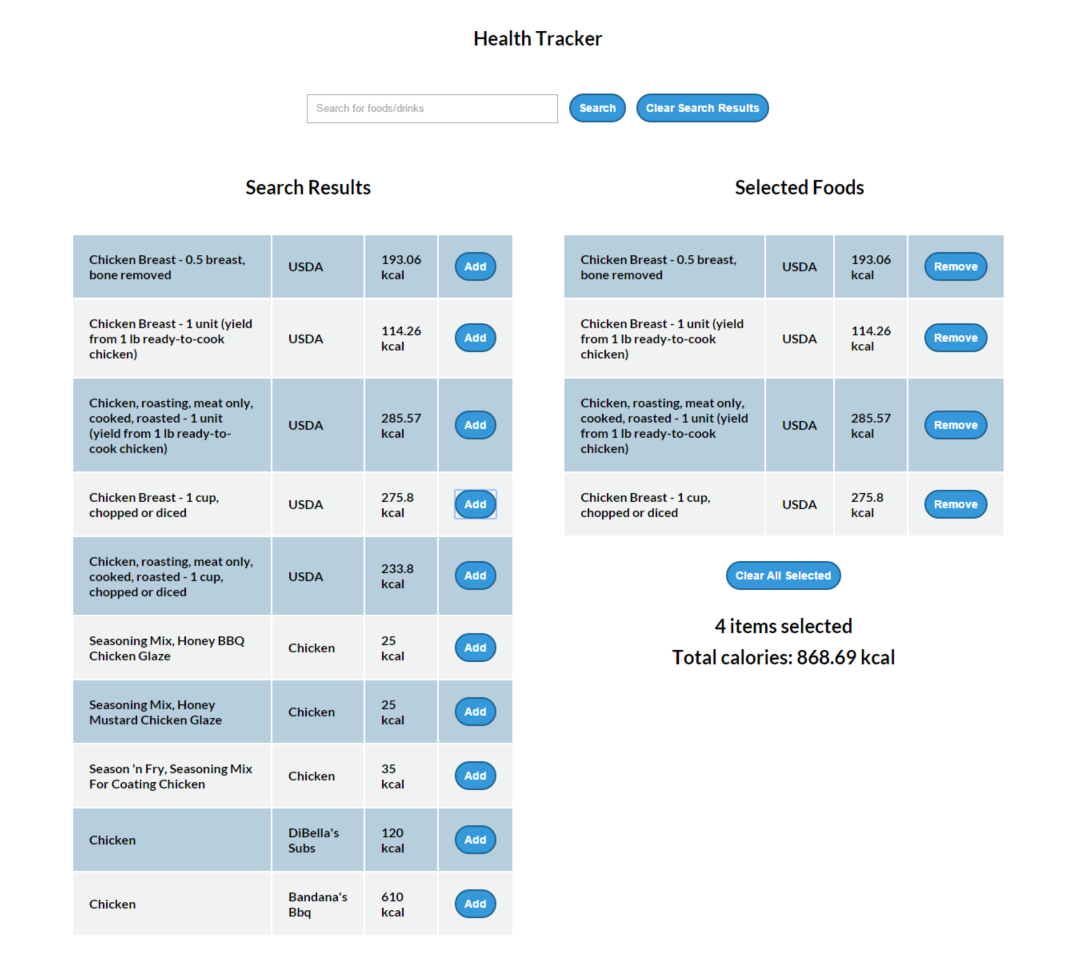 Health Tracker
Search for foods/drinks
Search
Clear Search Results
Search Results
Chicken Breast - 0.5 breast,
bone removed
USDA
193.06
kcal
Add
Chicken Breast - 1 unit (yield
from 1 lb ready-to-cook
chicken)
USDA
114.26
kcal
Add
Chicken, roasting, meat only,
cooked, roasted - 1 unit
(yield from 1 lb ready-to-
cook chicken)
USDA
285.57
kcal
Add
Chicken Breast - 1 cup,
chopped or diced
USDA
275.8
kcal
Add
Chicken, roasting, meat only,
cooked, roasted - 1 cup,
chopped or diced
USDA
233.8
kcal
Add
Seasoning Mix, Honey BBQ
Chicken Glaze
Chicken
25
kcal
Add
Seasoning Mix, Honey
Mustard Chicken Glaze
Chicken
25
kcal
Add
Season 'n Fry, Seasoning Mix
For Coating Chicken
Chicken
35
kcal
Add
Chicken
DiBella's
Subs
120
kcal
Add
Chicken
Bandana's
Bbq
610
kcal
Add
Selected Foods
Chicken Breast - 0.5 breast,
bone removed
USDA
193.06
kcal
Remove
Chicken Breast - 1 unit (yield
from 1 lb ready-to-cook
chicken)
USDA
114.26
kcal
Remove
Chicken, roasting, meat only,
cooked, roasted - 1 unit (yield
from 1 lb ready-to-cook
chicken)
USDA
285.57
kcal
Remove
Chicken Breast - 1 cup,
chopped or diced
USDA
275.8
kcal
Remove
Clear All Selected
4 items selected
Total calories: 868.69 kcal